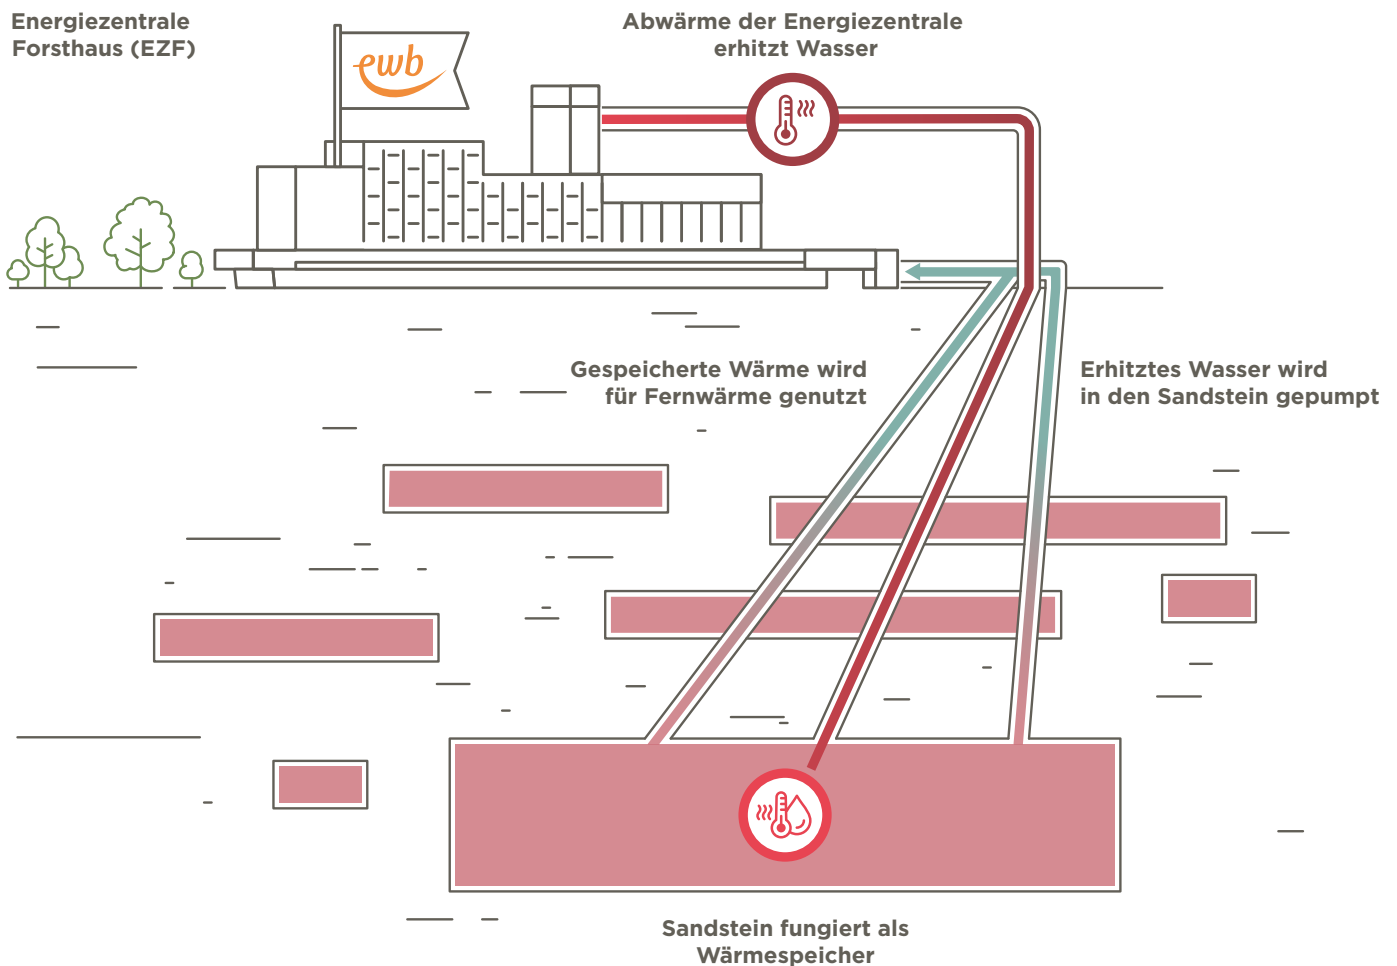 Energiezentrale
Forsthaus (EZF)
ewb
Abwärme der Energiezentrale
erhitzt Wasser
Gespeicherte Wärme wird
für Fernwärme genutzt
Erhitztes Wasser wird
in den Sandstein gepumpt
Sandstein fungiert als
Wärmespeicher